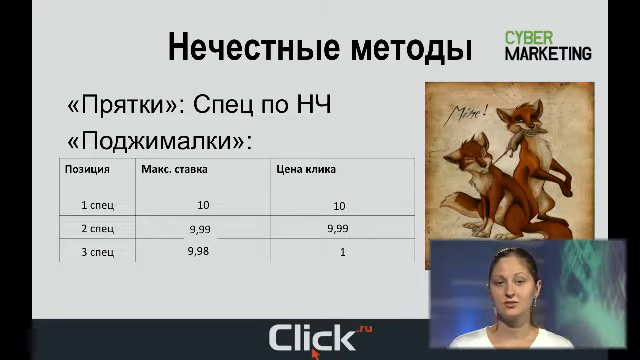 Нечестные методы
CYBER
MARKETING
«Прятки»: Спец по НЧ
«Поджималки»:
Позиция Макс. ставка Цена клика
1 спец 10 10
2 спец 9,99 9,99
3 спец 9,98 1
Mine!
Click.ru